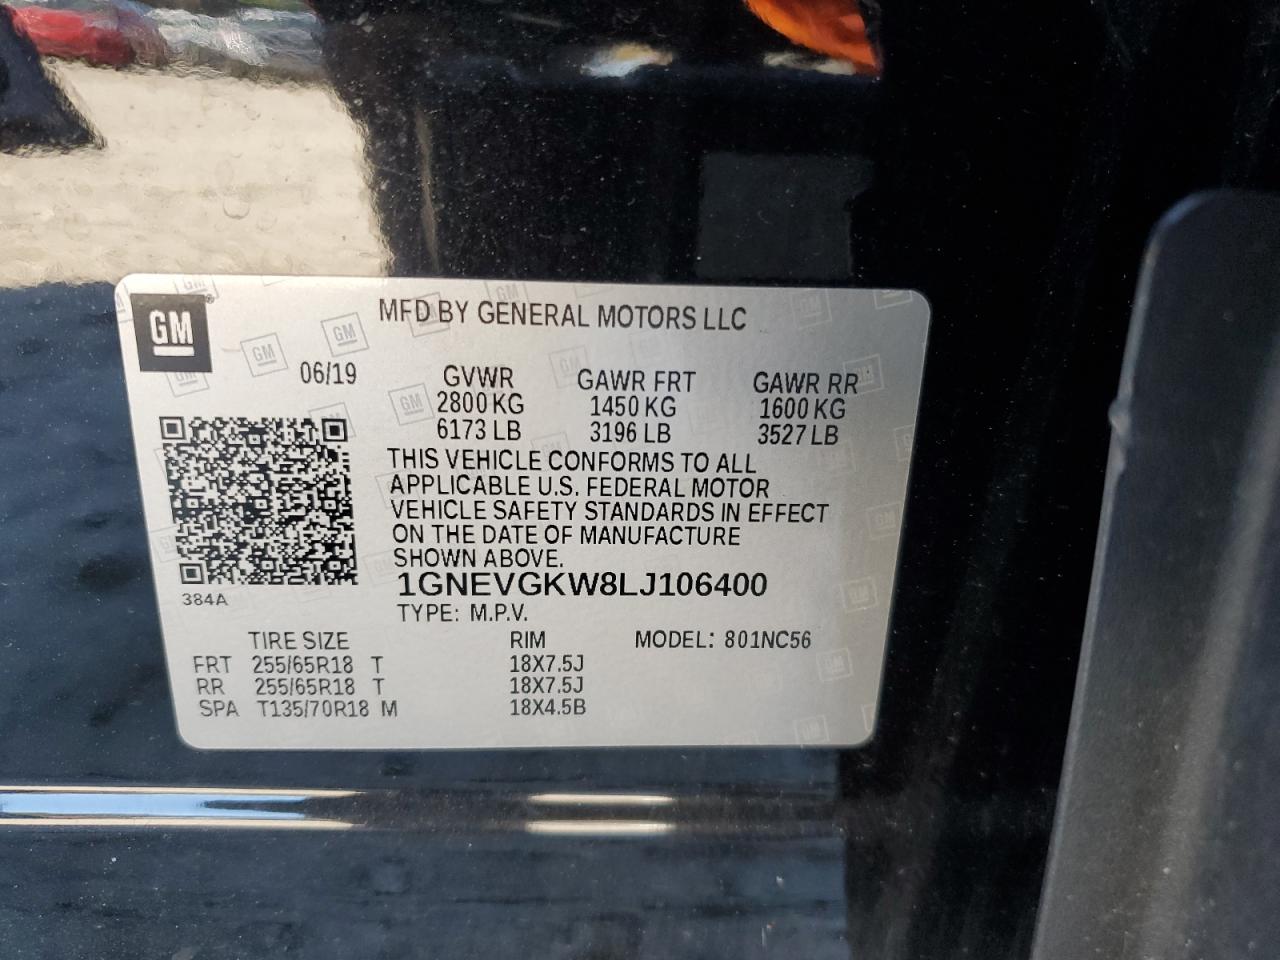 GM
MFD BY GENERAL MOTORS LLC
06/19 GVWR GAWR FRT GAWR RR
2800 KG 1450 KG 1600 KG
6173 LB 3196 LB 3527 LB
THIS VEHICLE CONFORMS TO ALL
APPLICABLE U.S. FEDERAL MOTOR
VEHICLE SAFETY STANDARDS IN EFFECT
ON THE DATE OF MANUFACTURE
SHOWN ABOVE.
1GNEVGKW8LJ106400
384A
TYPE: M.P.V.
TIRE SIZE RIM MODEL: 801NC56
FRT 255/65R18 T 18X7.5J
RR 255/65R18 T 18X7.5J
SPA T135/70R18 M 18X4.5B